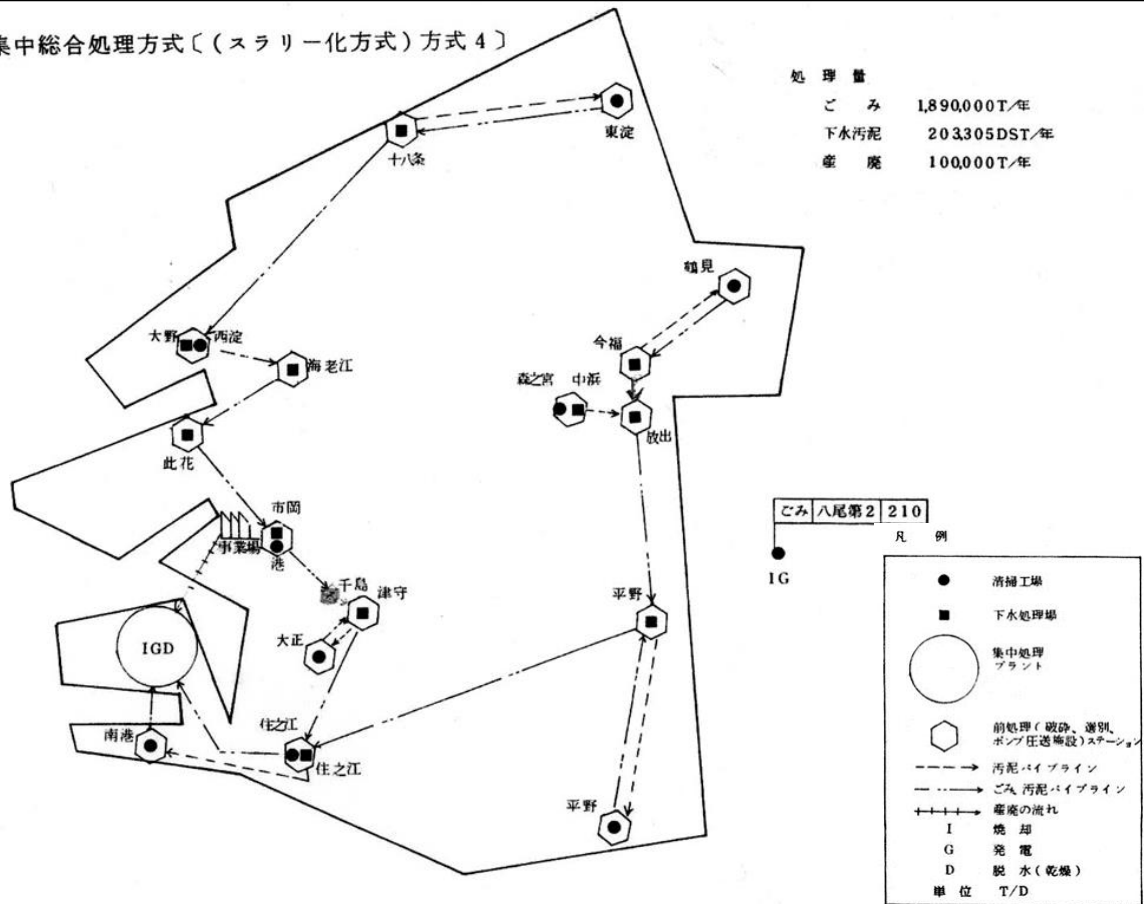 集中総合処理方式〔(スラリー化方式)方式4〕
処理量
ごみ 1,890,000T/年
下水汚泥 203,305DST/年
産廃 100,000T/年
東淀
十八条
鶴見
大野
西淀
海老江
今福
森之宮
中浜
放出
此花
市岡
事業場
港
千島
津守
大正
平野
IGD
住之江
住之江
南港
平野
ごみ 八尾第2 210
IG
凡例
清掃工場
下水処理場
集中処理
プラント
前処理(破砕、選別、
ポンプ圧送施設)ステーション
汚泥パイプライン
ごみ、汚泥パイプライン
産廃の流れ
I 焼却
G 発電
D 脱水(乾燥)
単位 T/D